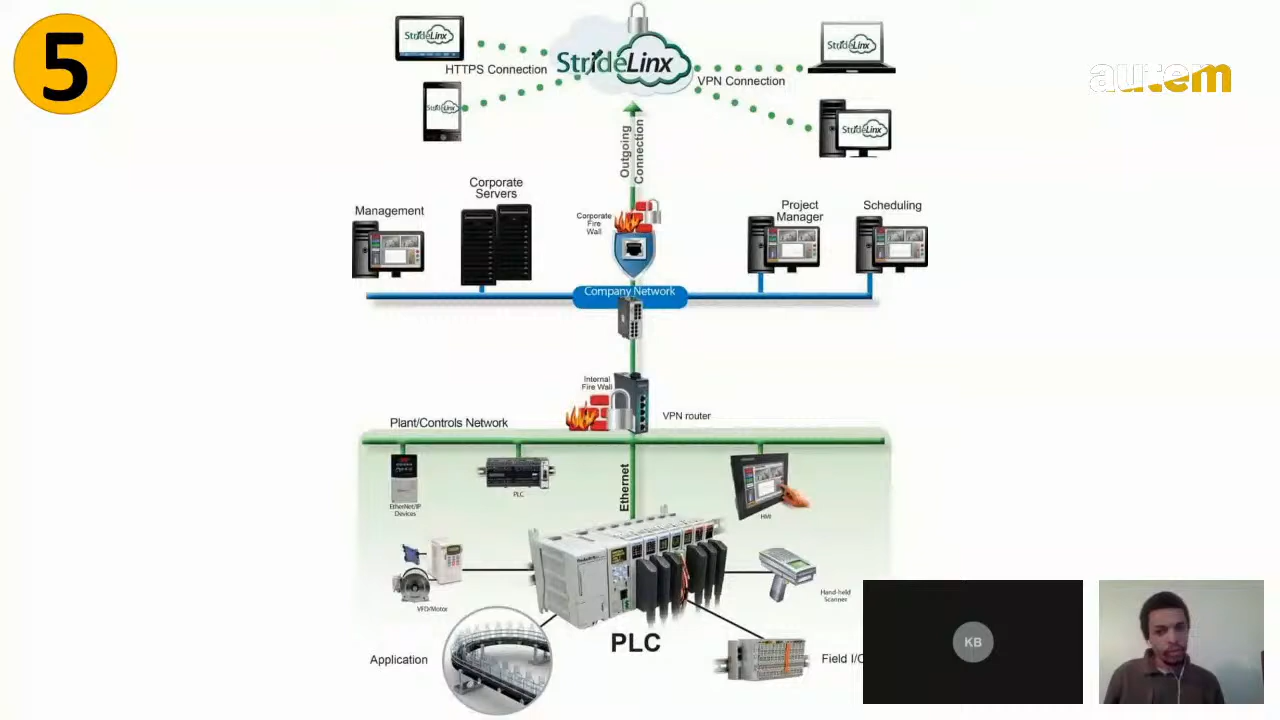 5
StrideLinx
HTTPS Connection
StrideLinx
VPN Connection
StrideLinx
autem
StrideLinx
StrideLinx
Outgoing
Connection
Management
Corporate
Servers
Corporate
Fire
Wall
Project
Manager
Scheduling
Company Network
Internal
Fire Wall
VPN router
Plant/Controls Network
EtherNet/IP
Devices
PLC
Ethernet
HMI
VFD/Motor
Hand-held
Scanner
PLC
Application
Field I/O
KB